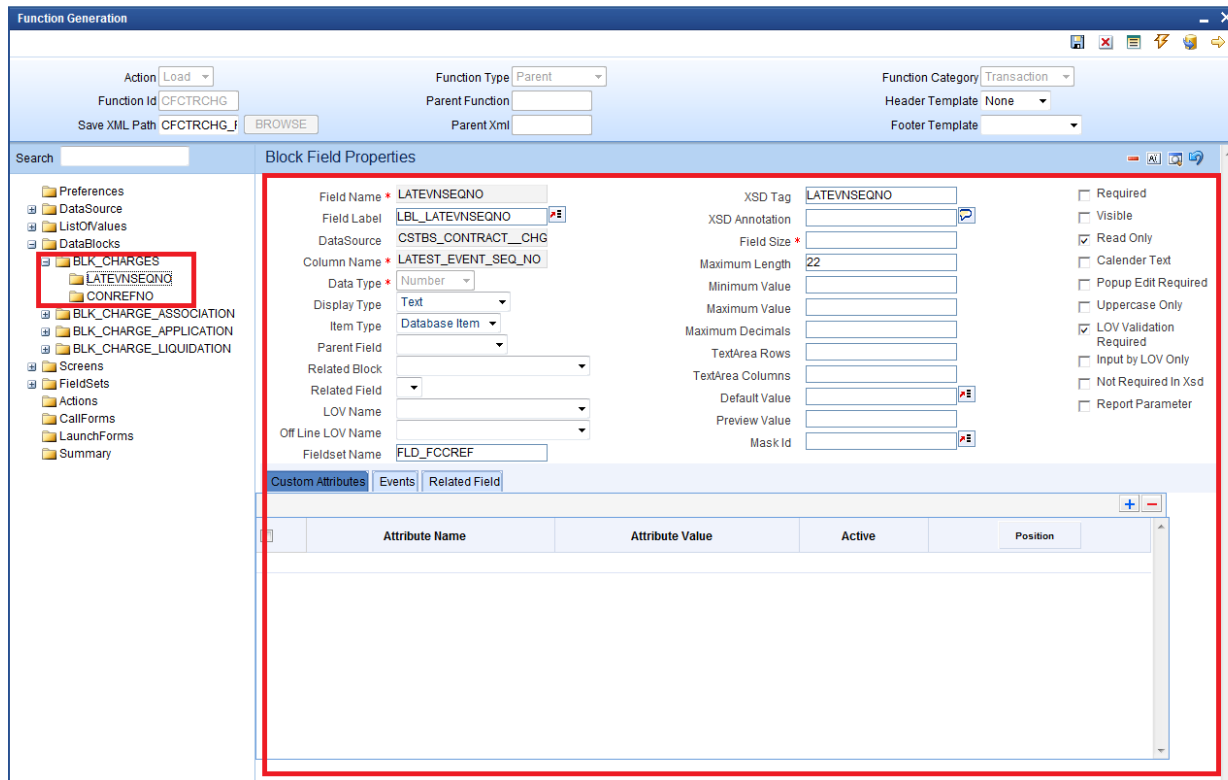 Function Generation
Action Load Function Type Parent Function Category Transaction
Function Id CFCTRCHG Parent Function Header Template None
Save XML Path CFCTRCHG_ BROWSE Parent Xml Footer Template
Search
Block Field Properties
Preferences
DataSource
ListOfValues
DataBlocks
BLK_CHARGES
LATEVNSEQNO
CONREFNO
BLK_CHARGE_ASSOCIATION
BLK_CHARGE_APPLICATION
BLK_CHARGE_LIQUIDATION
Screens
FieldSets
Actions
CallForms
LaunchForms
Summary
Field Name * LATEVNSEQNO
Field Label LBL_LATEVNSEQNO
DataSource CSTBS_CONTRACT__CHG
Column Name * LATEST_EVENT_SEQ_NO
Data Type * Number
Display Type Text
Item Type Database Item
Parent Field
Related Block
Related Field
LOV Name
Off Line LOV Name
Fieldset Name FLD_FCCREF
XSD Tag LATEVNSEQNO
XSD Annotation
Field Size *
Maximum Length 22
Minimum Value
Maximum Value
Maximum Decimals
TextArea Rows
TextArea Columns
Default Value
Preview Value
Mask Id
Required
Visible
Read Only
Calender Text
Popup Edit Required
Uppercase Only
LOV Validation
Required
Input by LOV Only
Not Required In Xsd
Report Parameter
Custom Attributes Events Related Field
Attribute Name Attribute Value Active Position